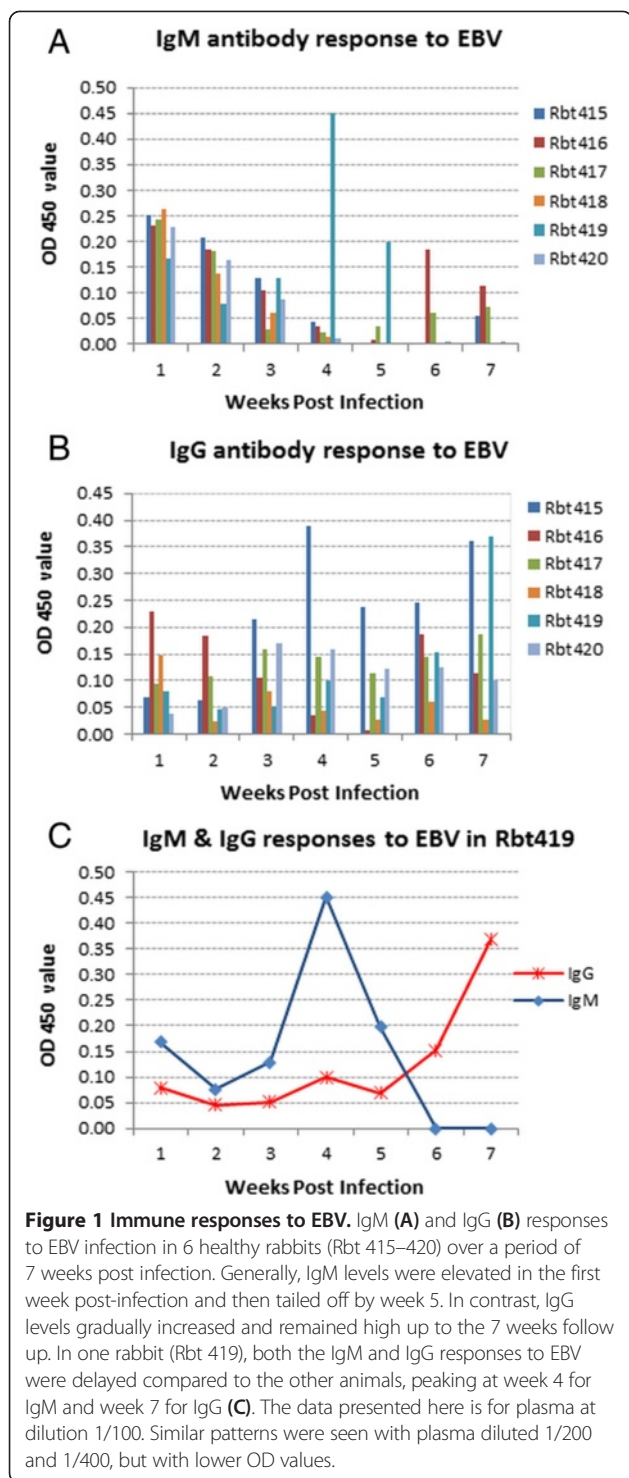 A
IgM antibody response to EBV
OD 450 value
0.50
0.45
0.40
0.35
0.30
0.25
0.20
0.15
0.10
0.05
0.00
1 2 3 4 5 6 7
Weeks Post Infection
Rbt415
Rbt416
Rbt417
Rbt418
Rbt419
Rbt420
B
IgG antibody response to EBV
OD 450 value
0.45
0.40
0.35
0.30
0.25
0.20
0.15
0.10
0.05
0.00
1 2 3 4 5 6 7
Weeks Post Infection
Rbt415
Rbt416
Rbt417
Rbt418
Rbt419
Rbt420
C
IgM & IgG responses to EBV in Rbt419
OD 450 value
0.50
0.45
0.40
0.35
0.30
0.25
0.20
0.15
0.10
0.05
0.00
1 2 3 4 5 6 7
Weeks Post Infection
IgG
IgM
Figure 1 Immune responses to EBV. IgM (A) and IgG (B) responses
to EBV infection in 6 healthy rabbits (Rbt 415–420) over a period of
7 weeks post infection. Generally, IgM levels were elevated in the first
week post-infection and then tailed off by week 5. In contrast, IgG
levels gradually increased and remained high up to the 7 weeks follow
up. In one rabbit (Rbt 419), both the IgM and IgG responses to EBV
were delayed compared to the other animals, peaking at week 4 for
IgM and week 7 for IgG (C). The data presented here is for plasma at
dilution 1/100. Similar patterns were seen with plasma diluted 1/200
and 1/400, but with lower OD values.